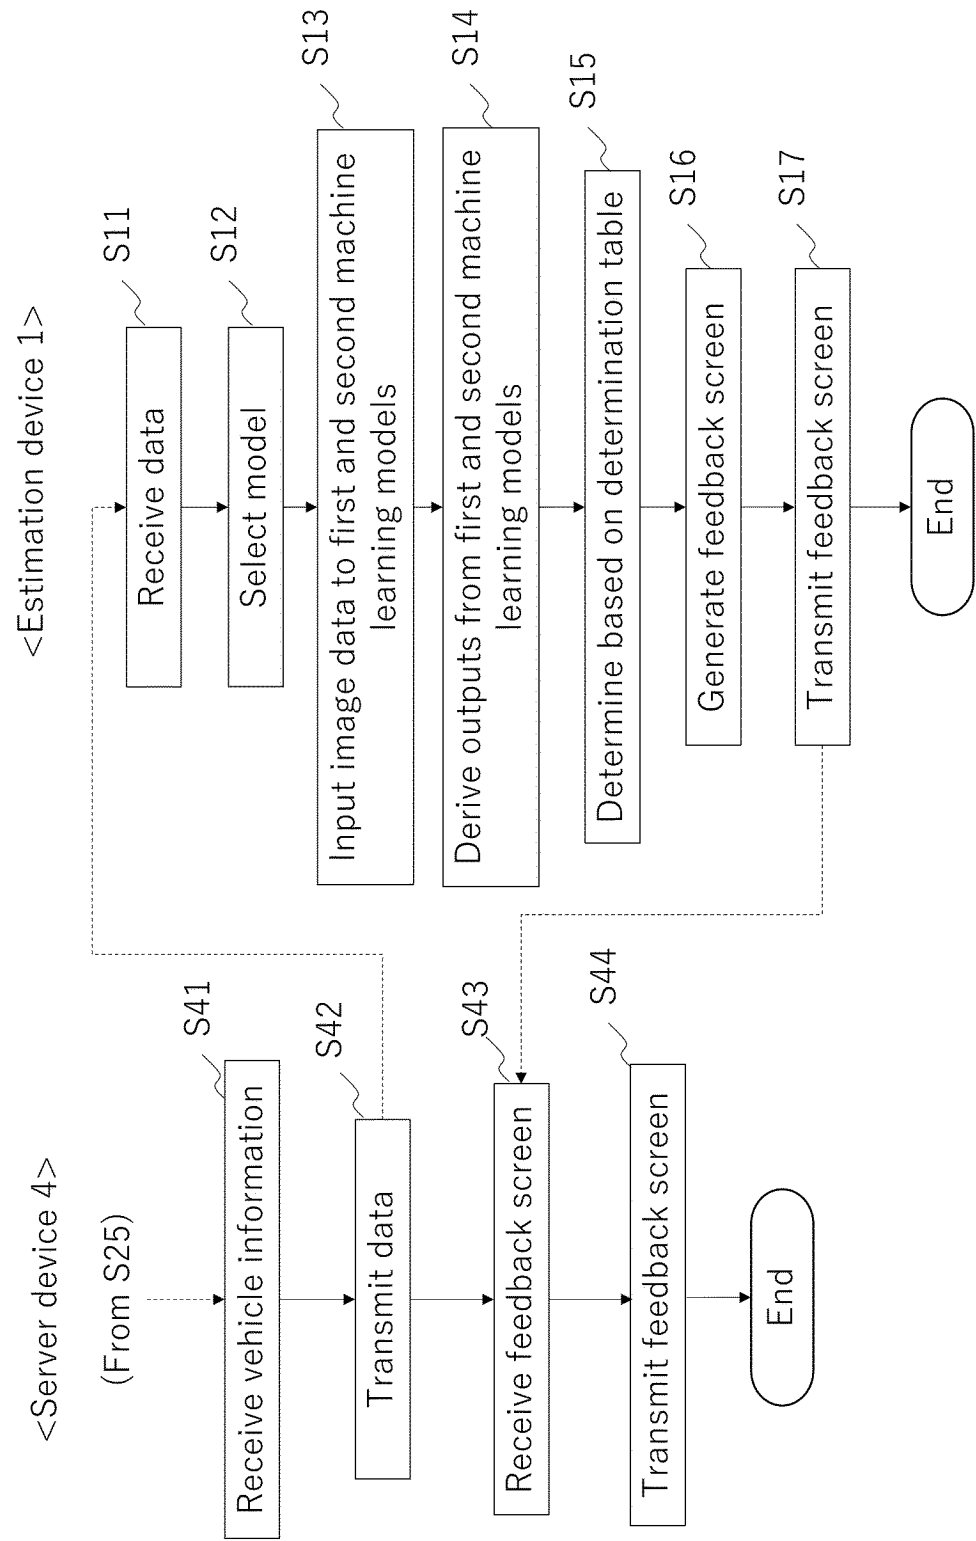 <Server device 4>
(From S25)
S41
Receive vehicle information
S42
Transmit data
S43
Receive feedback screen
S44
Transmit feedback screen
End
<Estimation device 1>
S11
Receive data
S12
Select model
S13
Input image data to first and second machine
learning models
S14
Derive outputs from first and second machine
learning models
S15
Determine based on determination table
S16
Generate feedback screen
S17
Transmit feedback screen
End